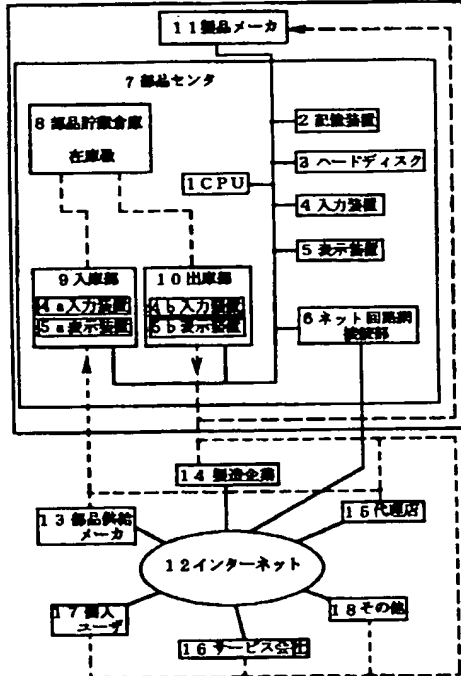 11製品メーカ
7部品センタ
8部品貯蔵倉庫
在庫数
2記憶装置
3ハードディスク
1CPU
4入力装置
5表示装置
9入庫部
4a入力装置
5a表示装置
10出庫部
4b入力装置
5b表示装置
6ネット回路網
接続部
14製造企業
13部品供給
メーカ
15代理店
12インターネット
17個人
ユーザ
18その他
16サービス会社